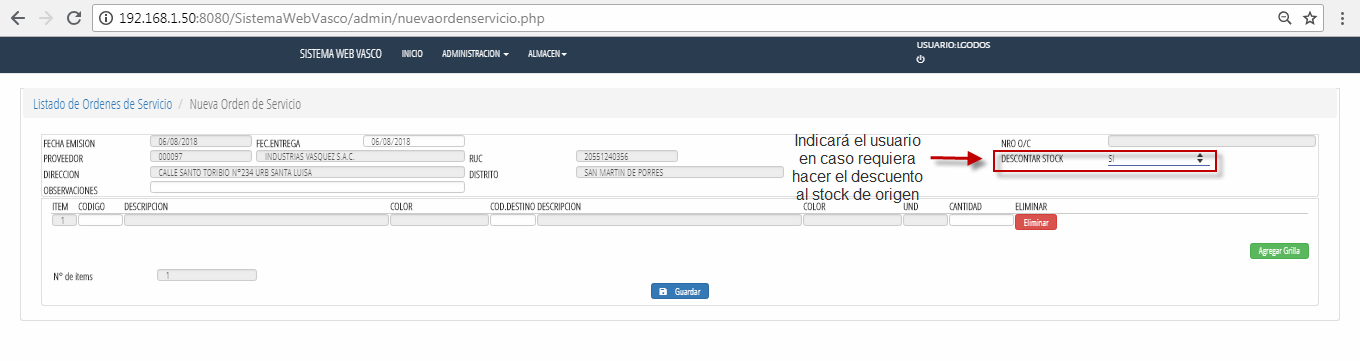 192.168.1.50:8080/SistemaWebVasco/admin/nuevaordenservicio.php
SISTEMA WEB VASCO INICIO ADMINISTRACION ALMACEN USUARIO:LGODOS
Listado de Ordenes de Servicio / Nueva Orden de Servicio
FECHA EMISION 06/08/2018 FEC.ENTREGA 06/08/2018 NRO O/C
PROVEEDOR 000097 INDUSTRIAS VASQUEZ S.A.C. RUC 20551240356 DESCONTAR STOCK SI
DIRECCION CALLE SANTO TORIBIO N°234 URB SANTA LUISA DISTRITO SAN MARTIN DE PORRES
OBSERVACIONES
Indicará el usuario
en caso requiera
hacer el descuento
al stock de origen
ITEM CODIGO DESCRIPCION COLOR COD.DESTINO DESCRIPCION COLOR UND CANTIDAD ELIMINAR
1 Eliminar
Agregar Grilla
N° de items 1
Guardar